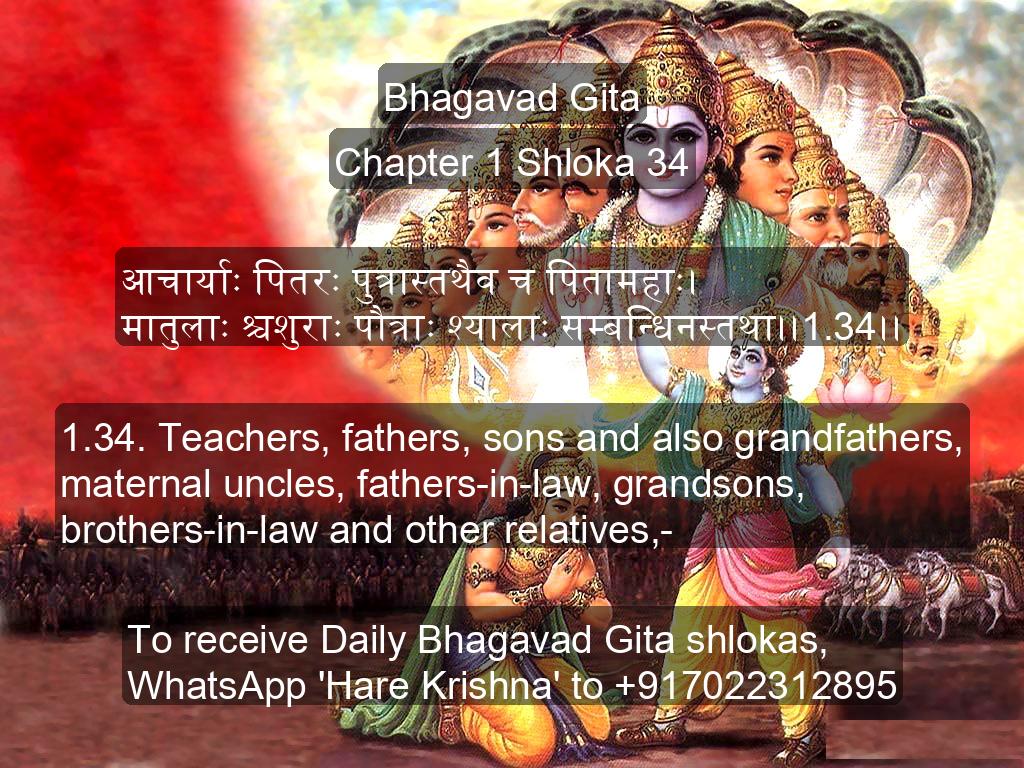 Bhagavad Gita
Chapter 1 Shloka 34
आचार्याः पितरः पुत्रास्तथैव च पितामहाः।
मातुलाः श्चशुराः पौत्राः श्यालाः सम्बन्धिनस्तथा।।1.34।।
1.34. Teachers, fathers, sons and also grandfathers,
maternal uncles, fathers-in-law, grandsons,
brothers-in-law and other relatives,-
To receive Daily Bhagavad Gita shlokas,
WhatsApp 'Hare Krishna' to +917022312895